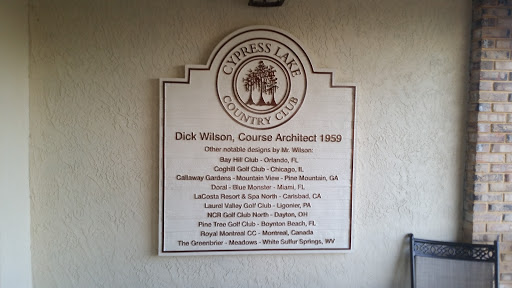 CYPRESS LAKE
COUNTRY CLUB
Dick Wilson, Course Architect 1959
Other notable designs by Mr. Wilson:
Bay Hill Club - Orlando, FL
Coghill Golf Club - Chicago, IL
Callaway Gardens - Mountain View - Pine Mountain, GA
Doral - Blue Monster - Miami, FL
LaCosta Resort & Spa North - Carlsbad, CA
Laurel Valley Golf Club - Ligonier, PA
NCR Golf Club North - Dayton, OH
Pine Tree Golf Club - Boynton Beach, FL
Royal Montreal CC - Montreal, Canada
The Greenbrier - Meadows - White Sulfur Springs, WV